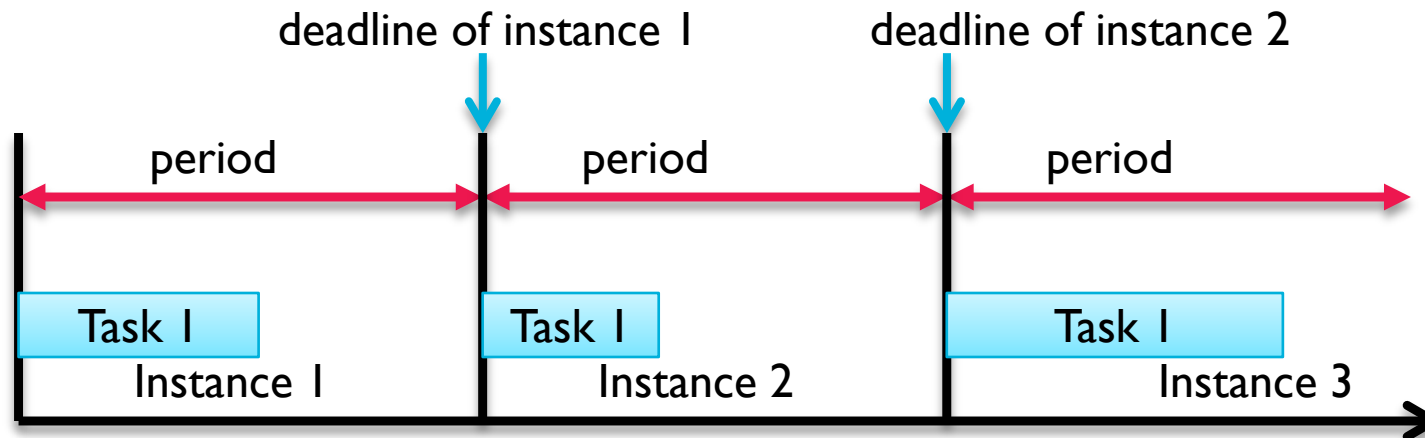 deadline of instance 1 deadline of instance 2
period period period
Task 1 Task 1 Task 1
Instance 1 Instance 2 Instance 3